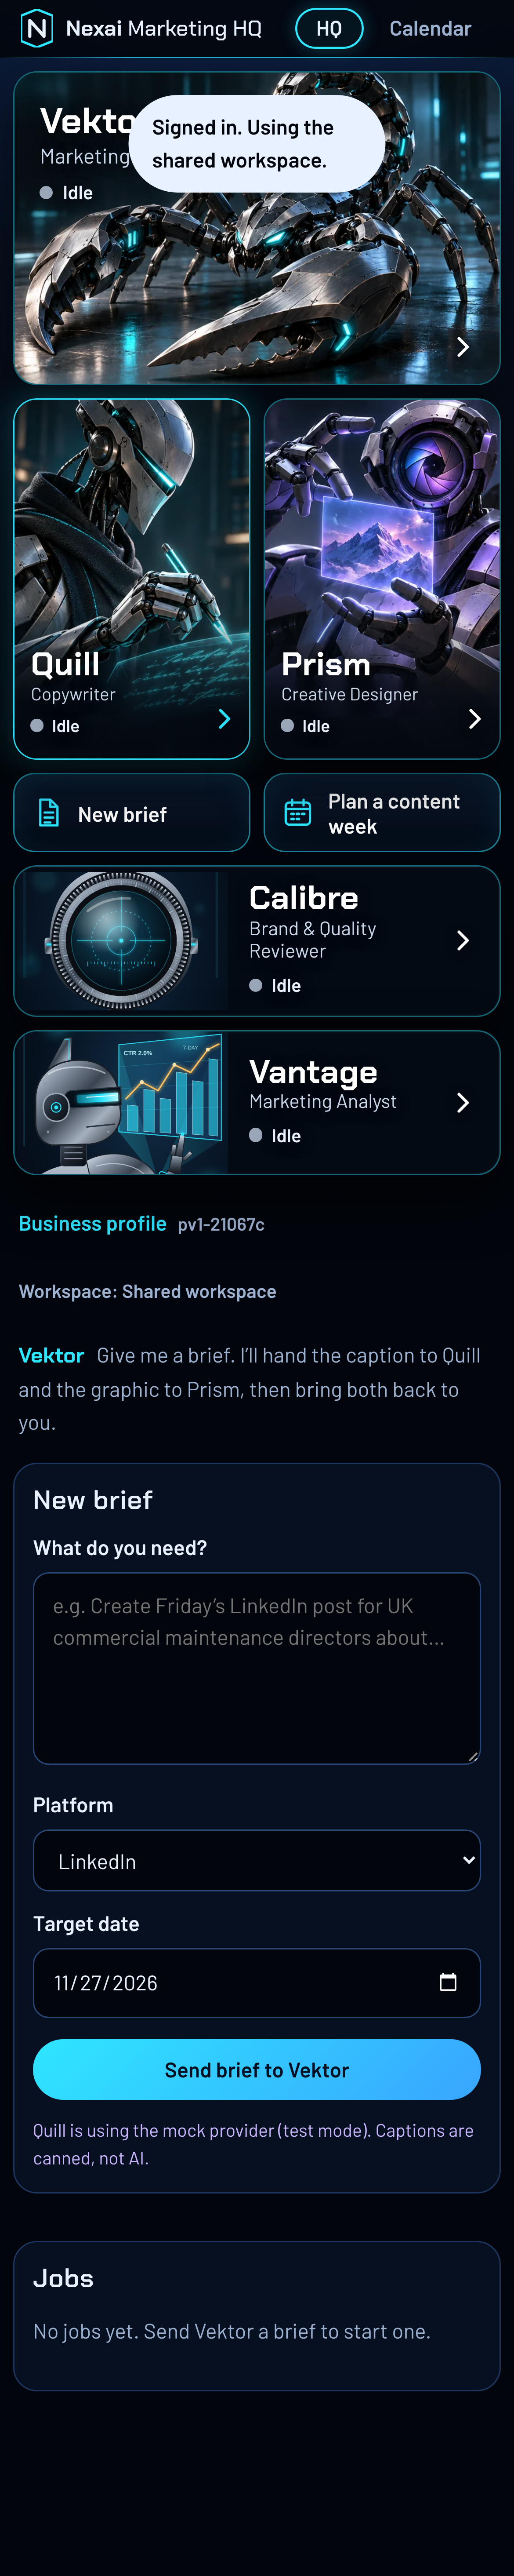 N Nexai Marketing HQ
HQ
Calendar
Vekto
Marketing
Idle
Signed in. Using the
shared workspace.
Quill
Copywriter
Idle
Prism
Creative Designer
Idle
New brief
Plan a content
week
Calibre
Brand & Quality
Reviewer
Idle
CTR 2.0%
7-DAY
Vantage
Marketing Analyst
Idle
Business profile pv1-21067c
Workspace: Shared workspace
Vektor Give me a brief. I'll hand the caption to Quill
and the graphic to Prism, then bring both back to
you.
New brief
What do you need?
e.g. Create Friday's LinkedIn post for UK
commercial maintenance directors about...
Platform
LinkedIn
Target date
11/27/2026
Send brief to Vektor
Quill is using the mock provider (test mode). Captions are
canned, not AI.
Jobs
No jobs yet. Send Vektor a brief to start one.